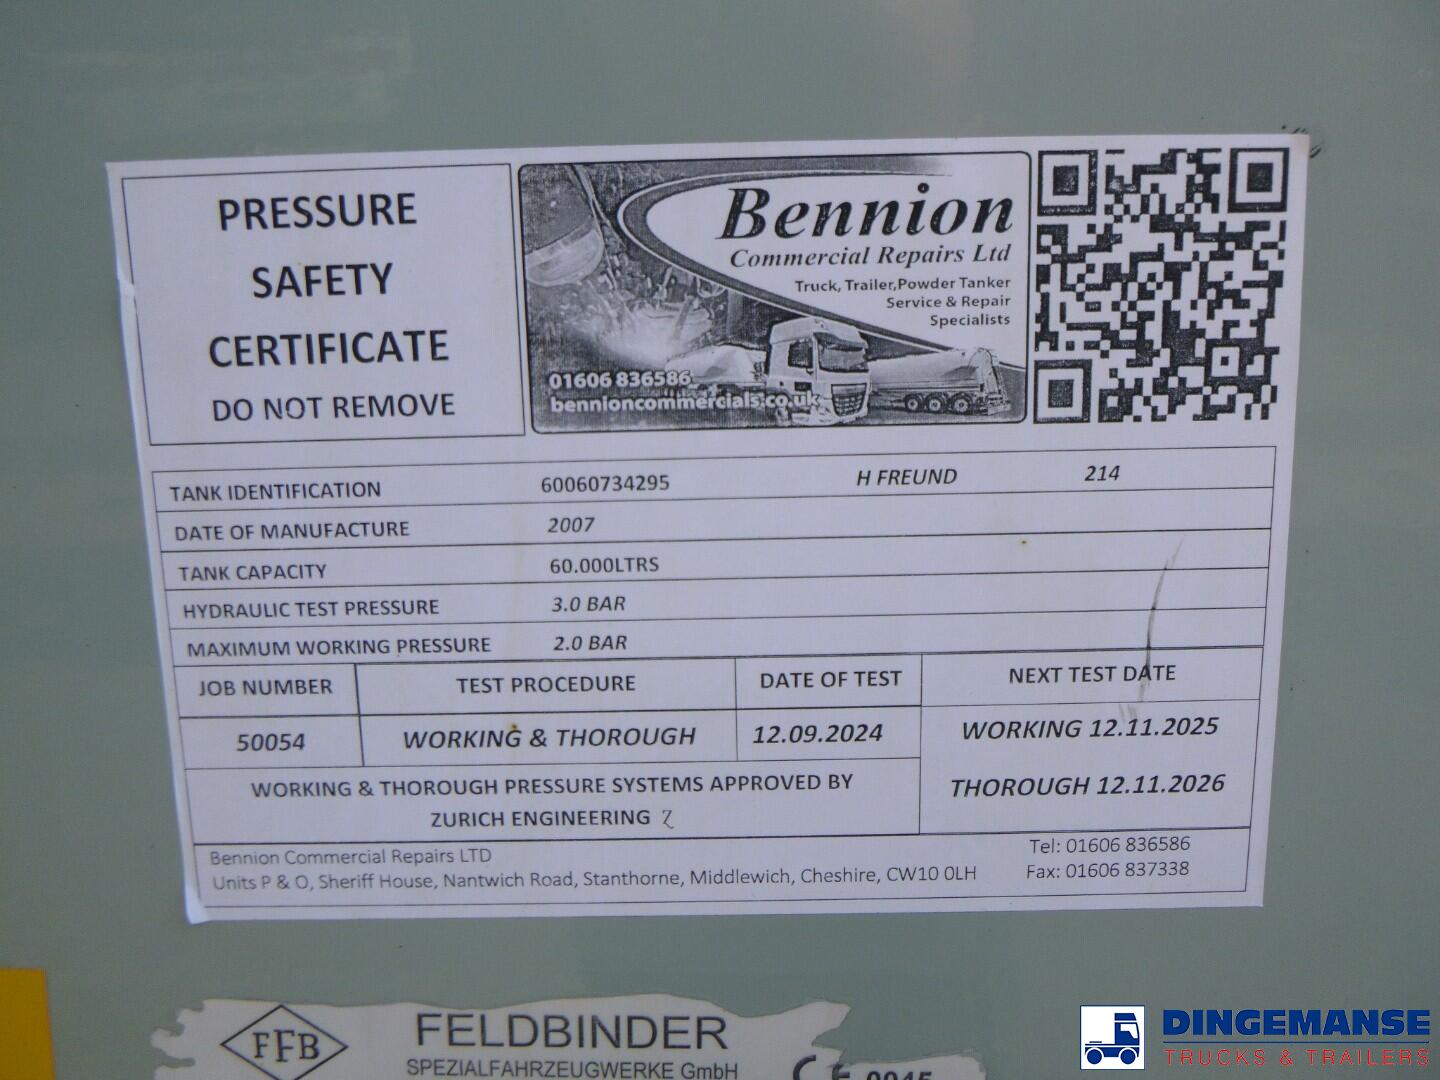 PRESSURE
SAFETY
CERTIFICATE
DO NOT REMOVE
Bennion
Commercial Repairs Ltd
Truck, Trailer,Powder Tanker
Service & Repair
Specialists
01606 836586
bennioncommercials.co.uk
TANK IDENTIFICATION 60060734295 H FREUND 214
DATE OF MANUFACTURE 2007
TANK CAPACITY 60.000LTRS
HYDRAULIC TEST PRESSURE 3.0 BAR
MAXIMUM WORKING PRESSURE 2.0 BAR
JOB NUMBER TEST PROCEDURE DATE OF TEST NEXT TEST DATE
50054 WORKING & THOROUGH 12.09.2024 WORKING 12.11.2025
THOROUGH 12.11.2026
WORKING & THOROUGH PRESSURE SYSTEMS APPROVED BY
ZURICH ENGINEERING Z
Bennion Commercial Repairs LTD
Units P & O, Sheriff House, Nantwich Road, Stanthorne, Middlewich, Cheshire, CW10 0LH
Tel: 01606 836586
Fax: 01606 837338
FFB
FELDBINDER
SPEZIALFAHRZEUGWERKE GmbH
CE 0045
DINGEMANSE
TRUCKS & TRAILERS